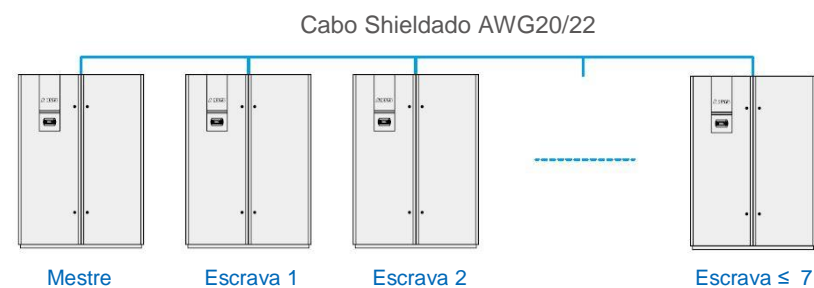 Cabo Shieldado AWG20/22
Mestre
Escrava 1
Escrava 2
Escrava ≤ 7